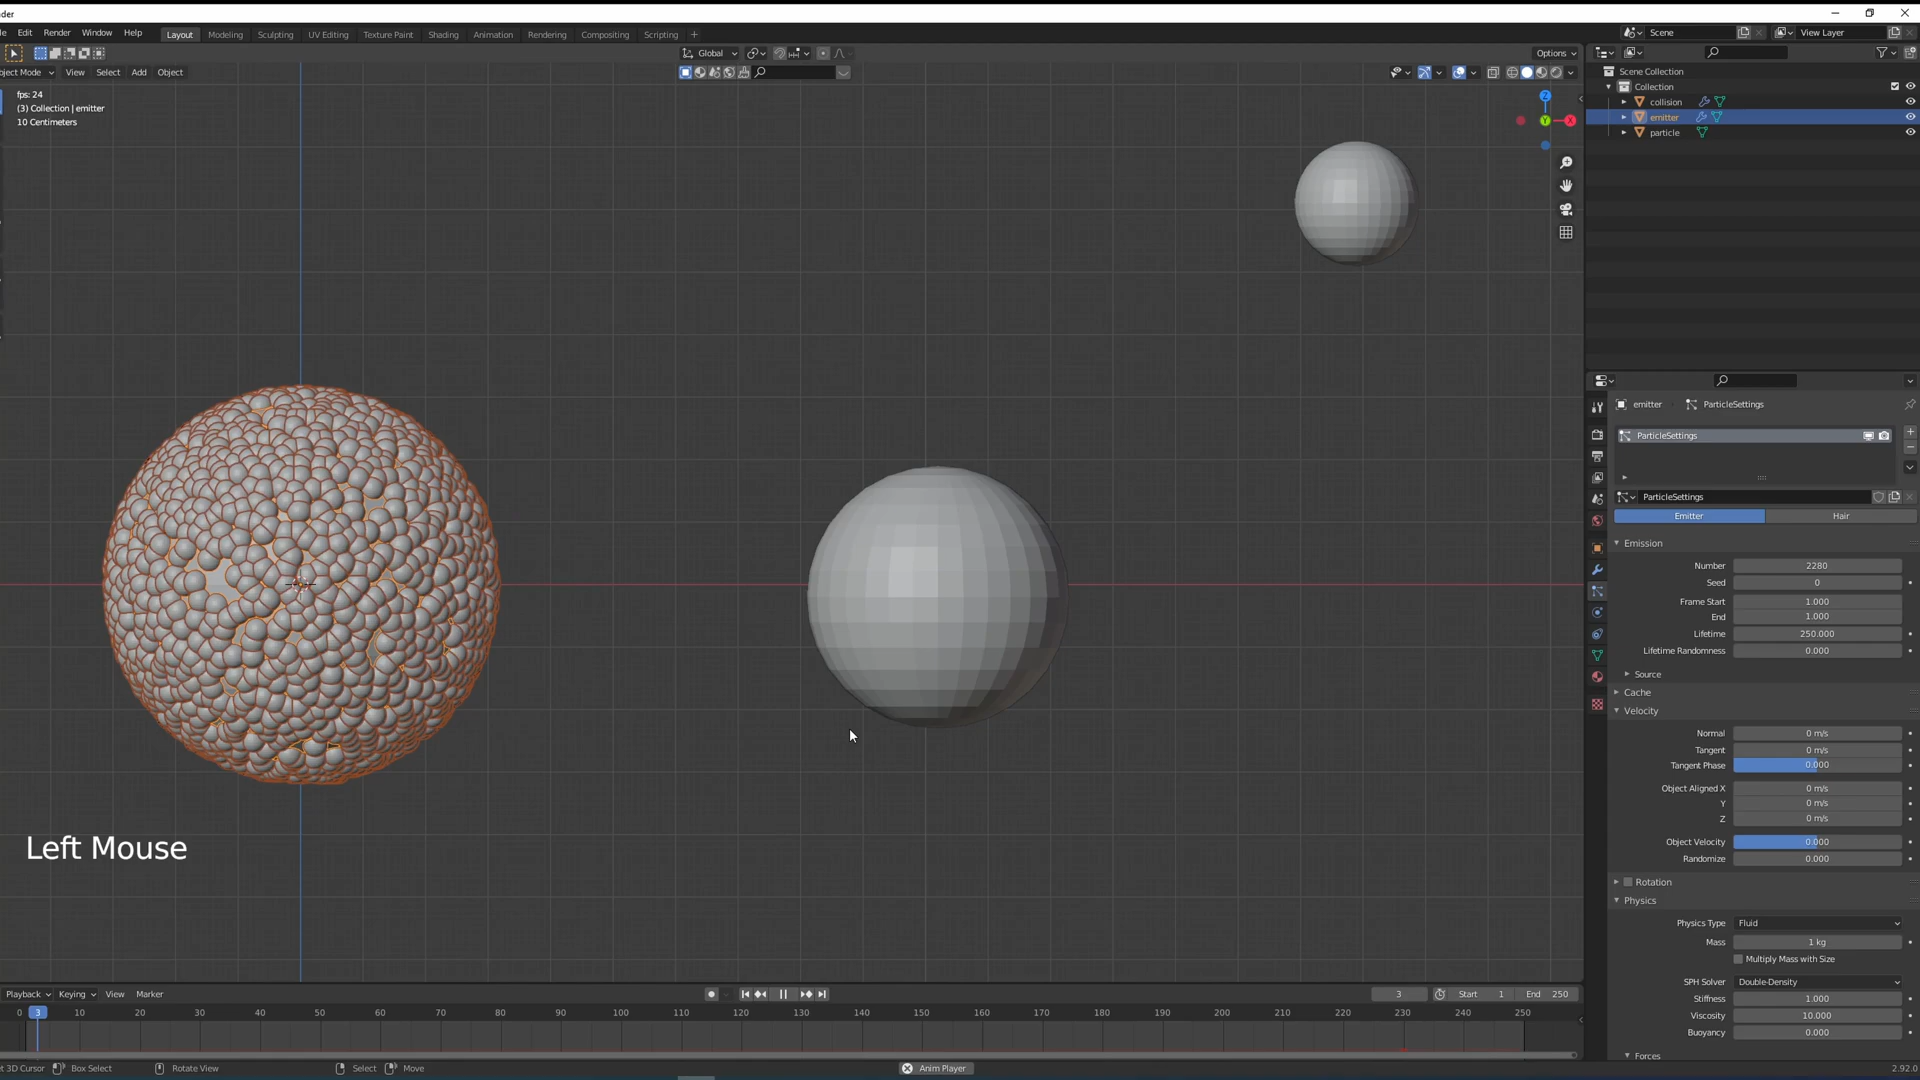 der
Edit Render Window Help Layout Modeling Sculpting UV Editing Texture Paint Shading Animation Rendering Compositing Scripting + Scene View Layer
Global Options
ject Mode View Select Add Object
fps: 24
(3) Collection | emitter
10 Centimeters
Z
Y
X
Scene Collection
Collection
collision
emitter
particle
emitter ParticleSettings
ParticleSettings
ParticleSettings
Emitter Hair
Emission
Number 2280
Seed 0
Frame Start 1.000
End 1.000
Lifetime 250.000
Lifetime Randomness 0.000
Source
Cache
Velocity
Normal 0 m/s
Tangent 0 m/s
Tangent Phase 0.000
Object Aligned X 0 m/s
Y 0 m/s
Z 0 m/s
Object Velocity 0.000
Randomize 0.000
Rotation
Physics
Physics Type Fluid
Mass 1 kg
Multiply Mass with Size
SPH Solver Double-Density
Stiffness 1.000
Viscosity 10.000
Buoyancy 0.000
Forces
Left Mouse
Playback Keying View Marker 3 Start 1 End 250
0 3 10 20 30 40 50 60 70 80 90 100 110 120 130 140 150 160 170 180 190 200 210 220 230 240 250
t 3D Cursor Box Select Rotate View Select Move Anim Player 2.92.0